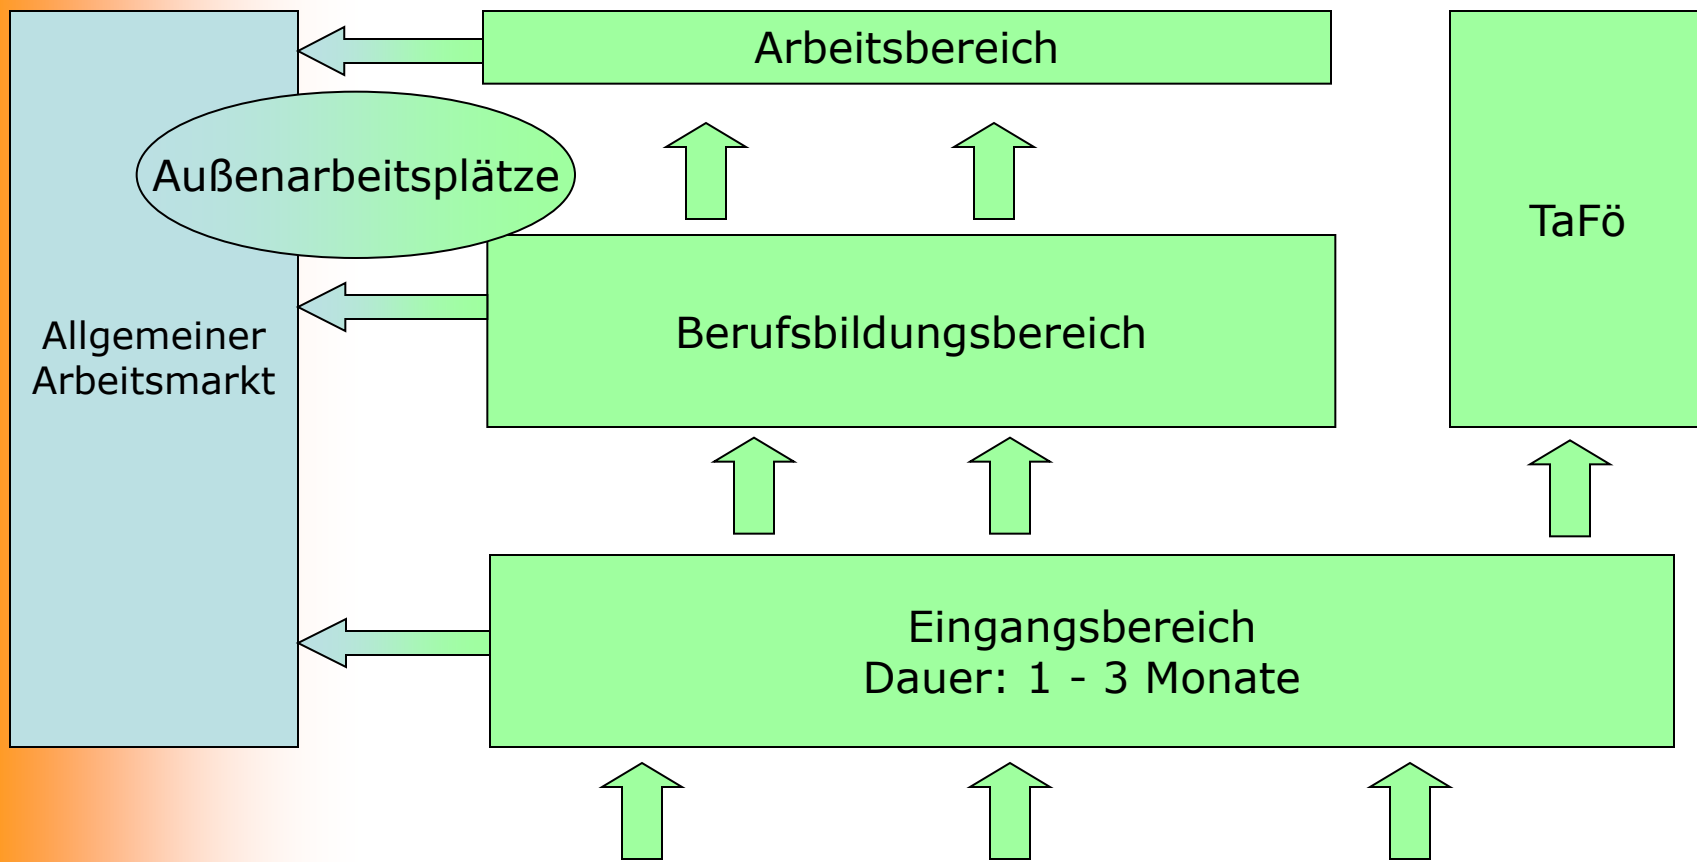 Arbeitsbereich
Außenarbeitsplätze
TaFö
Allgemeiner
Arbeitsmarkt
Berufsbildungsbereich
Eingangsbereich
Dauer: 1 - 3 Monate